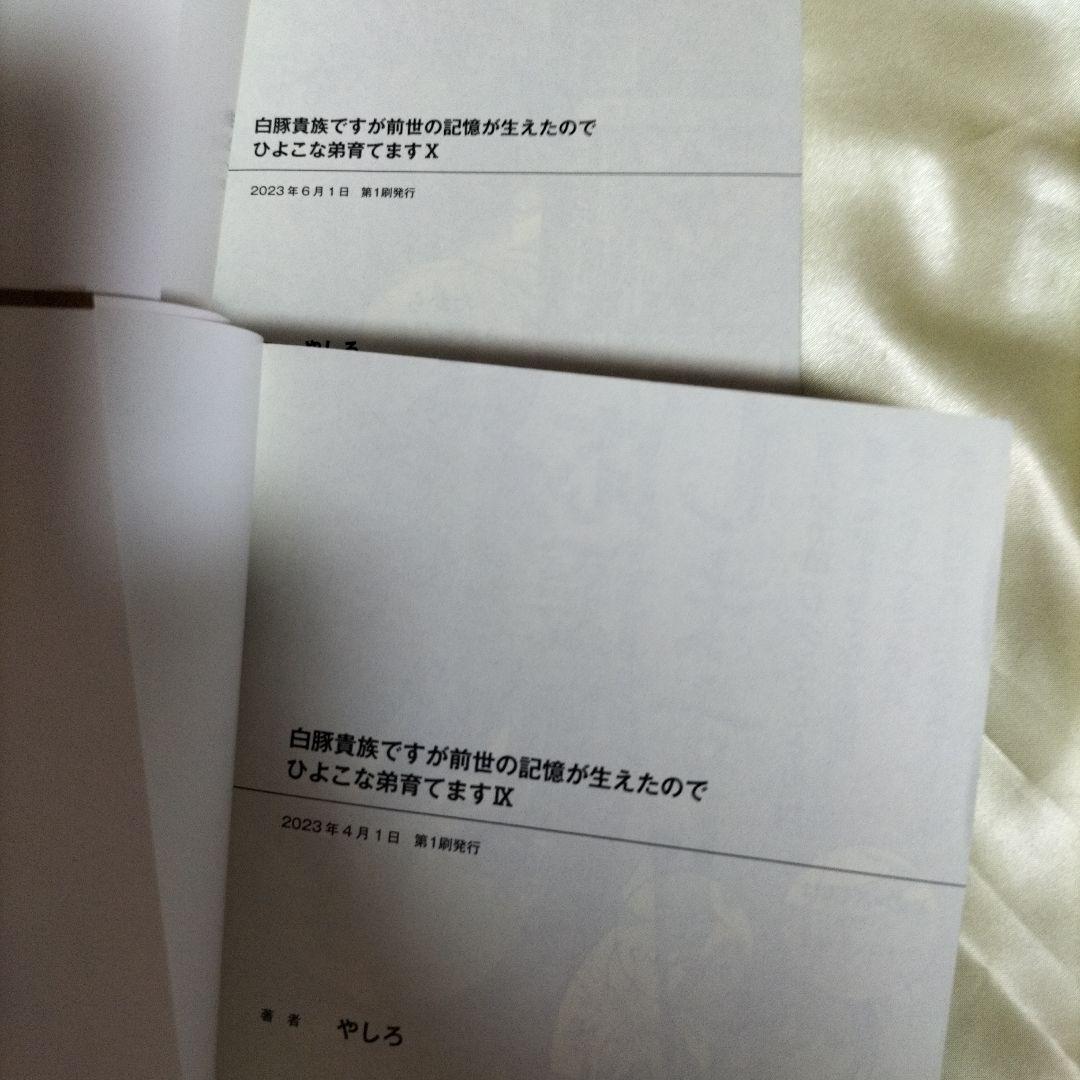 白豚貴族ですが前世の記憶が生えたので
ひよこな弟育てますⅩ
2023年6月1日 第1刷発行
やしろ
白豚貴族ですが前世の記憶が生えたので
ひよこな弟育てますⅨ
2023年4月1日 第1刷発行
著 者 やしろ